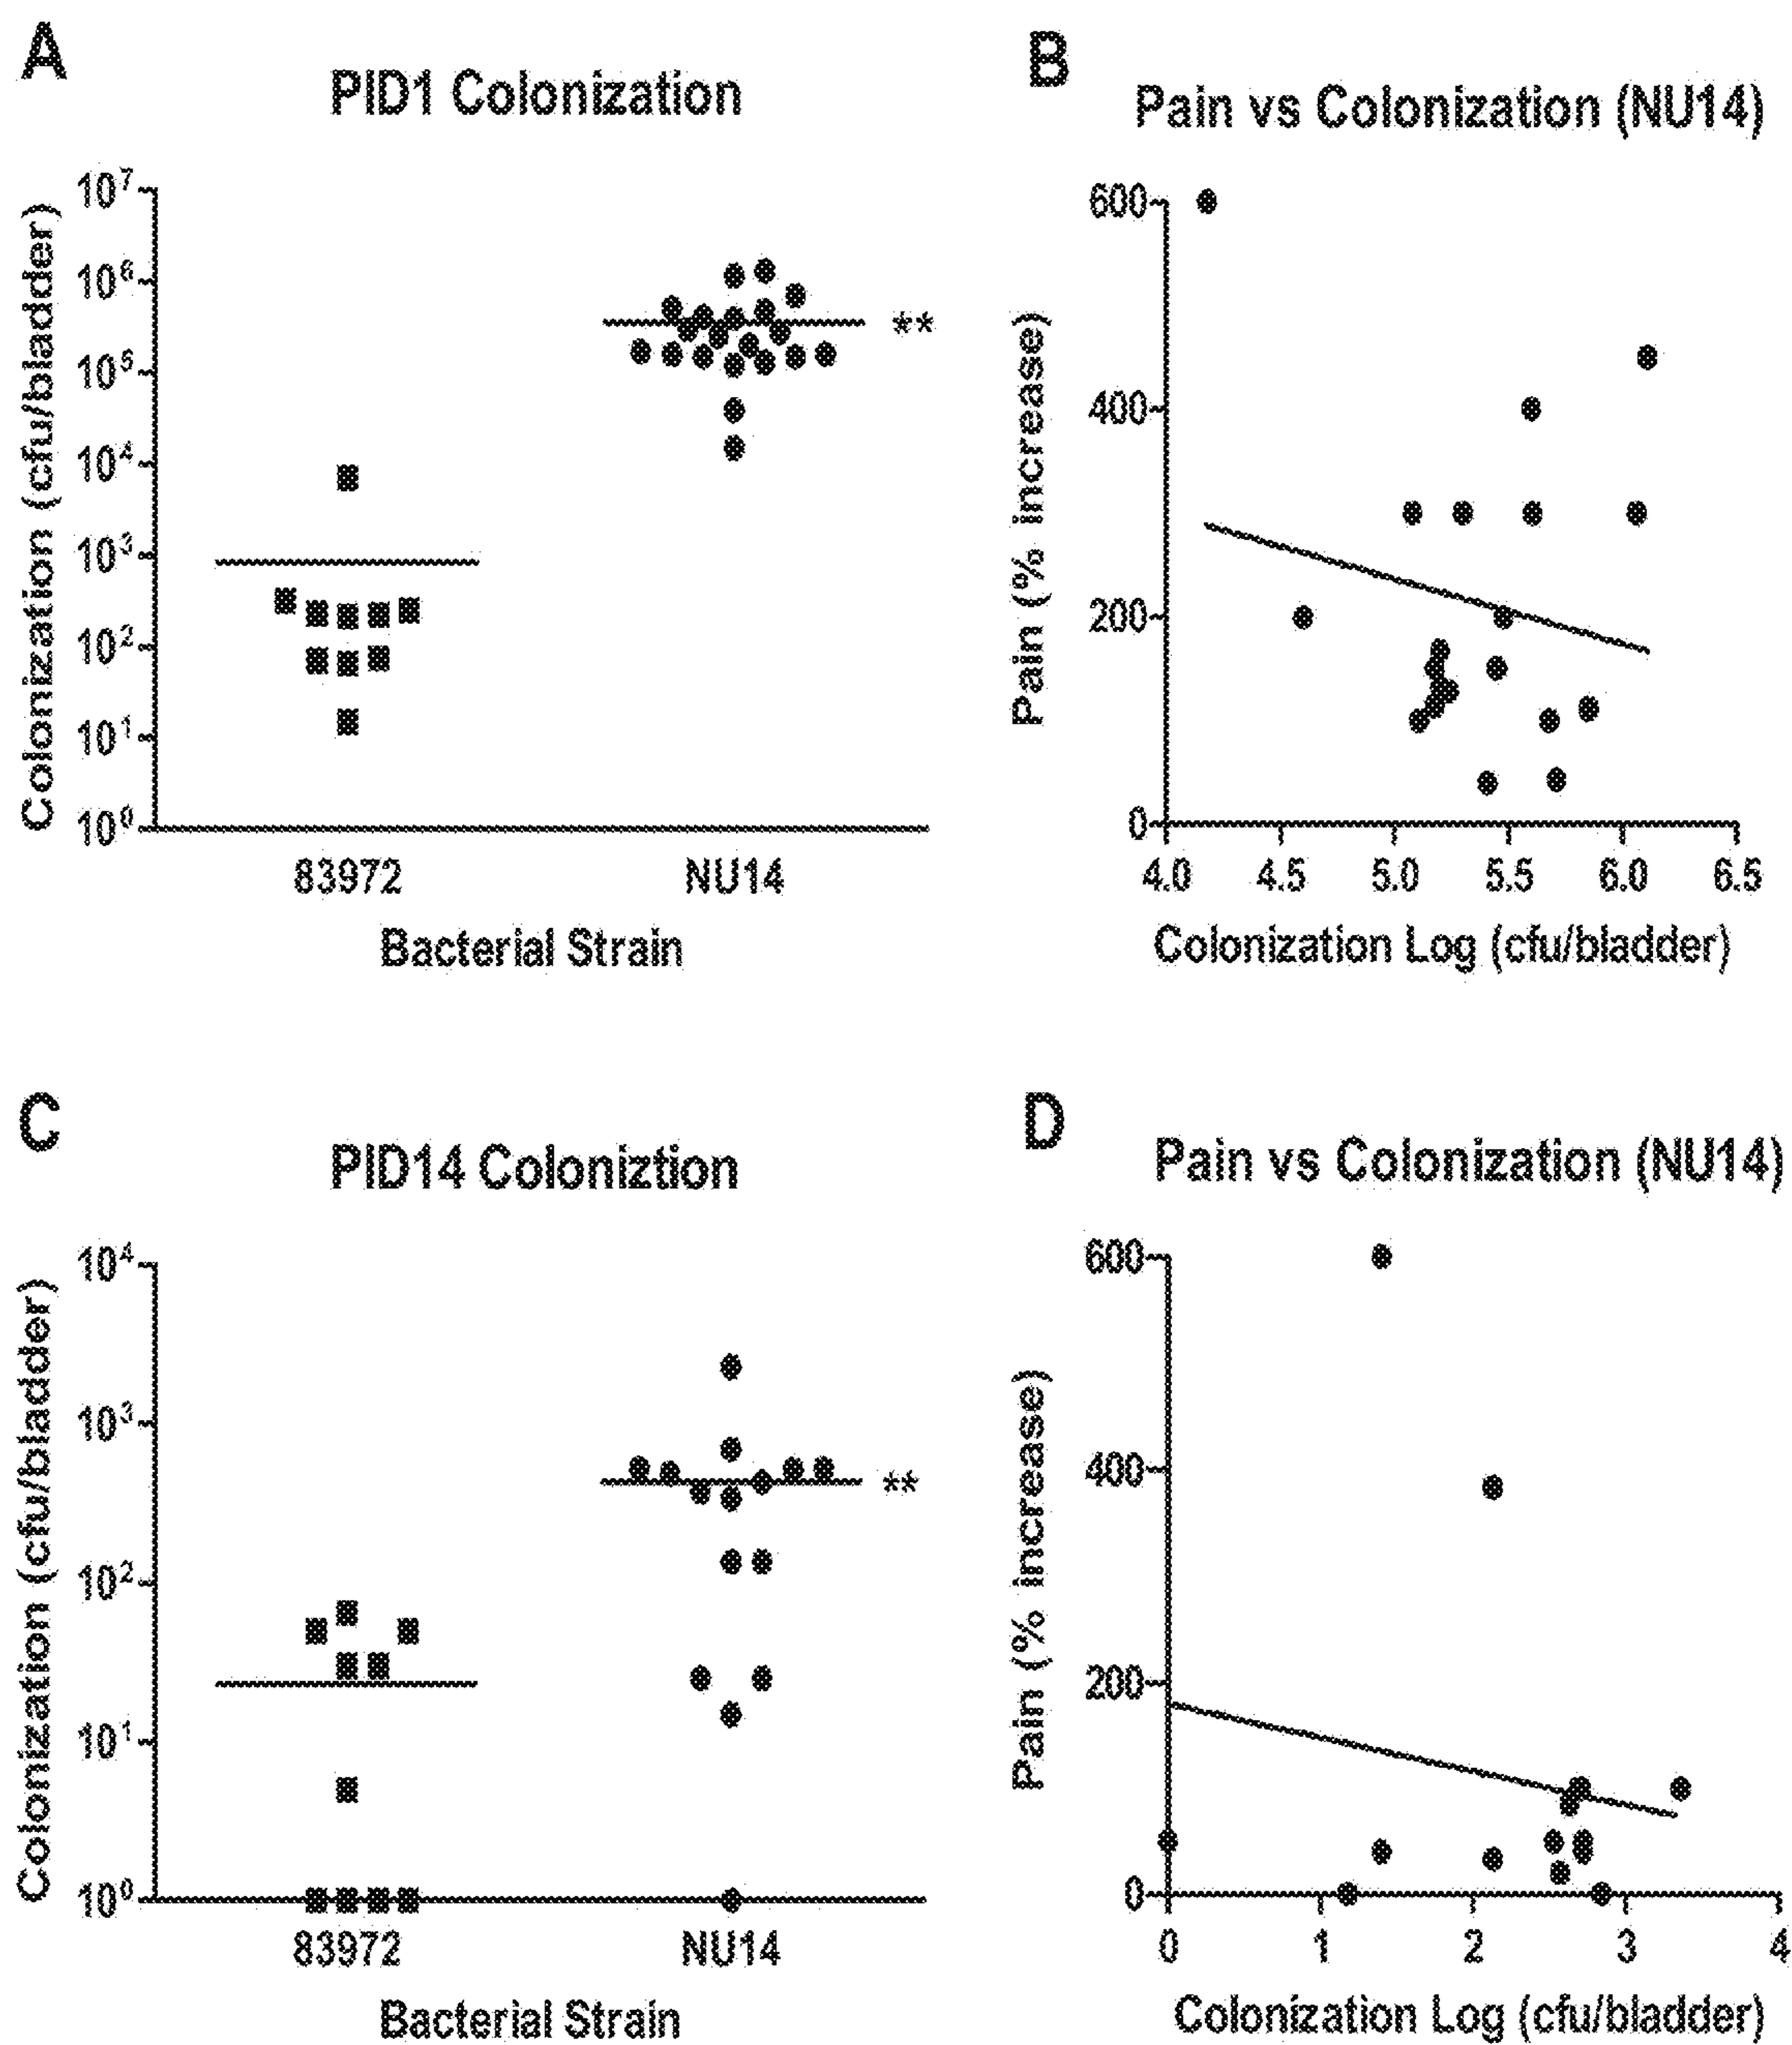 A
PID1 Colonization
Colonization (cfu/bladder)
10⁷
10⁶
10⁵
10⁴
10³
10²
10¹
10⁰
**
83972 NU14
Bacterial Strain
B
Pain vs Colonization (NU14)
Pain (% increase)
600
400
200
0
4.0 4.5 5.0 5.5 6.0 6.5
Colonization Log (cfu/bladder)
C
PID14 Coloniztion
Colonization (cfu/bladder)
10⁴
10³
10²
10¹
10⁰
**
83972 NU14
Bacterial Strain
D
Pain vs Colonization (NU14)
Pain (% increase)
600
400
200
0
0 1 2 3 4
Colonization Log (cfu/bladder)